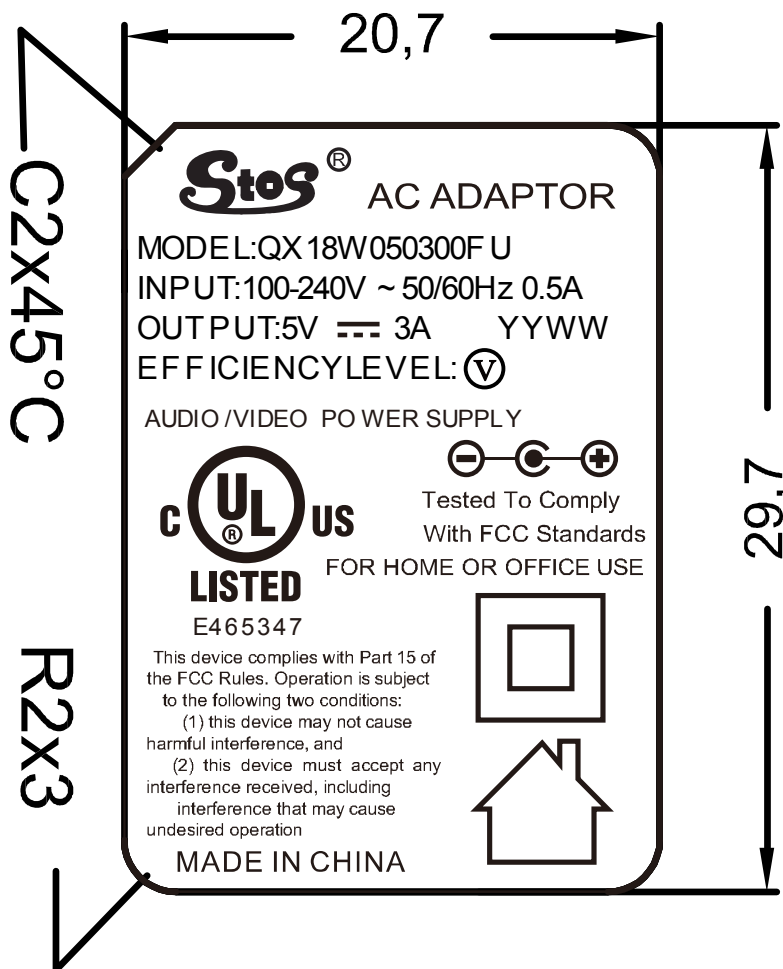 20,7
Stos ® AC ADAPTOR
MODEL:QX18W050300FU
INPUT:100-240V ~ 50/60Hz 0.5A
OUTPUT:5V ⎓ 3A YYWW
EFFICIENCYLEVEL: Ⓥ
AUDIO/VIDEO POWER SUPPLY
C UL ® US
LISTED
E465347
Tested To Comply
With FCC Standards
FOR HOME OR OFFICE USE
This device complies with Part 15 of
the FCC Rules. Operation is subject
to the following two conditions:
(1) this device may not cause
harmful interference, and
(2) this device must accept any
interference received, including
interference that may cause
undesired operation
MADE IN CHINA
C2x45°C
R2x3
29,7